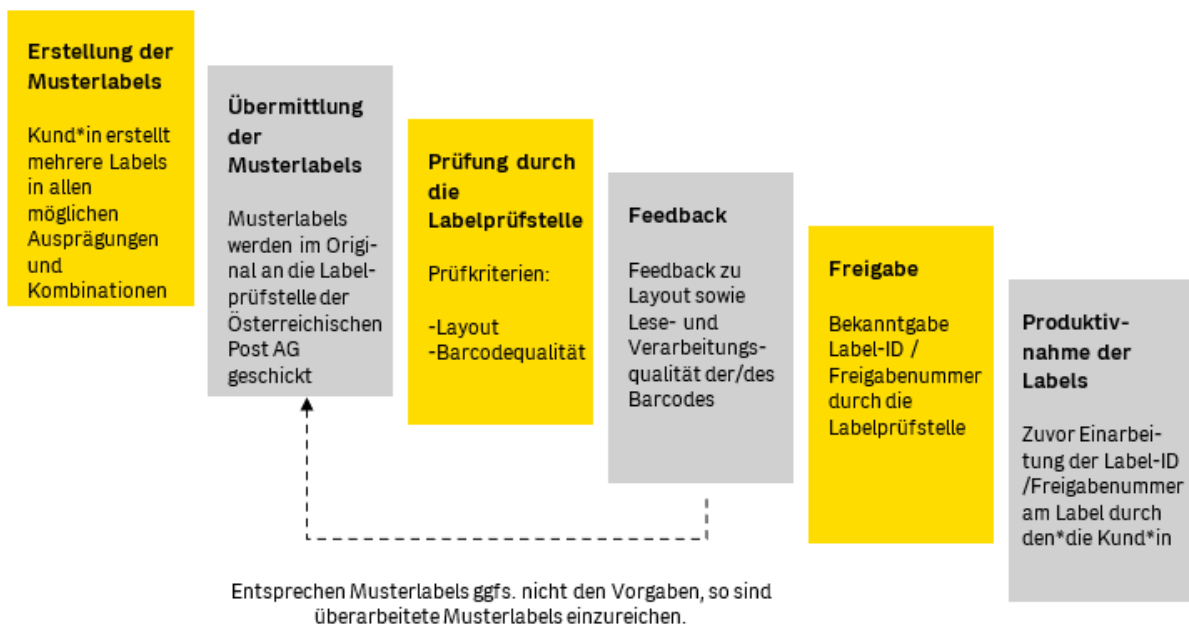 Erstellung der
Musterlabels
Kund*in erstellt
mehrere Labels
in allen
möglichen
Ausprägungen
und
Kombinationen
Übermittlung
der
Musterlabels
Musterlabels
werden im Origi-
nal an die Label-
prüfstelle der
Österreichischen
Post AG
geschickt
Prüfung durch
die
Labelprüfstelle
Prüfkriterien:
-Layout
-Barcodequalität
Feedback
Feedback zu
Layout sowie
Lese- und
Verarbeitungs-
qualität der/des
Barcodes
Freigabe
Bekanntgabe
Label-ID /
Freigabenummer
durch die
Labelprüfstelle
Produktiv-
nahme der
Labels
Zuvor Einarbei-
tung der Label-ID
/Freigabenummer
am Label durch
den*die Kund*in
Entsprechen Musterlabels ggfs. nicht den Vorgaben, so sind
überarbeitete Musterlabels einzureichen.